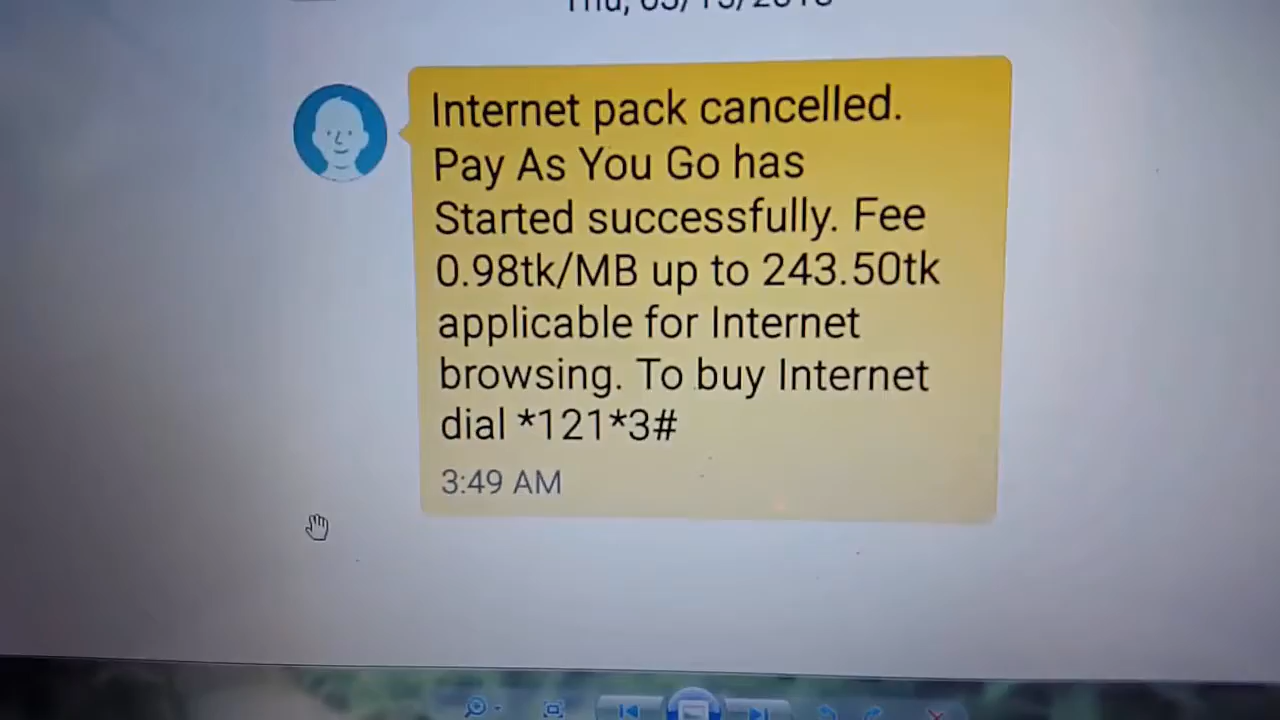 Internet pack cancelled.
Pay As You Go has
Started successfully. Fee
0.98tk/MB up to 243.50tk
applicable for Internet
browsing. To buy Internet
dial *121*3#
3:49 AM